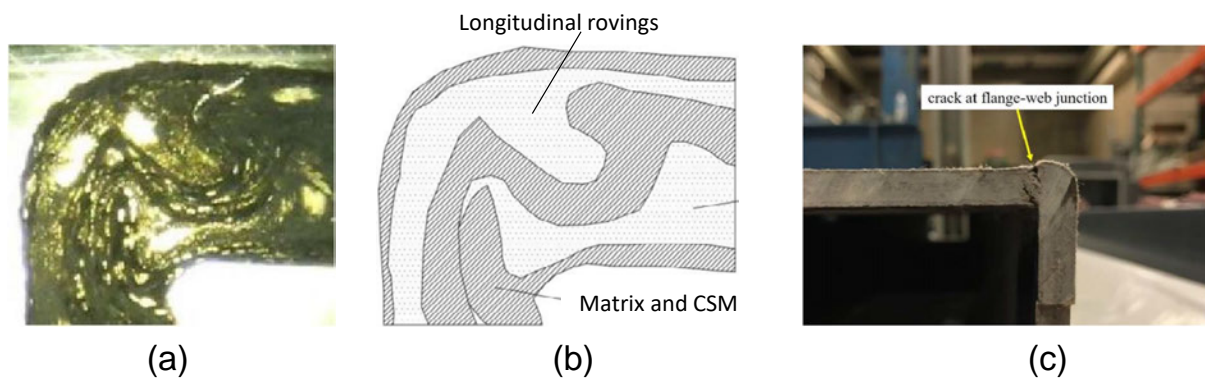 Longitudinal rovings
crack at flange-web junction
Matrix and CSM
(a)
(b)
(c)